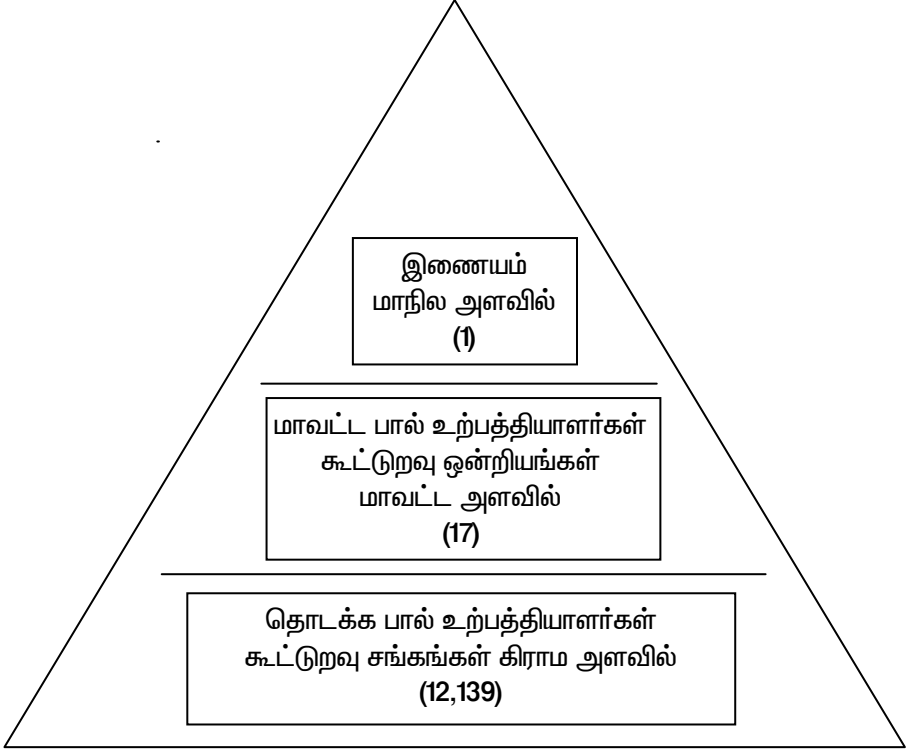 இணையம்
மாநில அளவில்
(1)
மாவட்ட பால் உற்பத்தியாளர்கள்
கூட்டுறவு ஒன்றியங்கள்
மாவட்ட அளவில்
(17)
தொடக்க பால் உற்பத்தியாளர்கள்
கூட்டுறவு சங்கங்கள் கிராம அளவில்
(12,139)